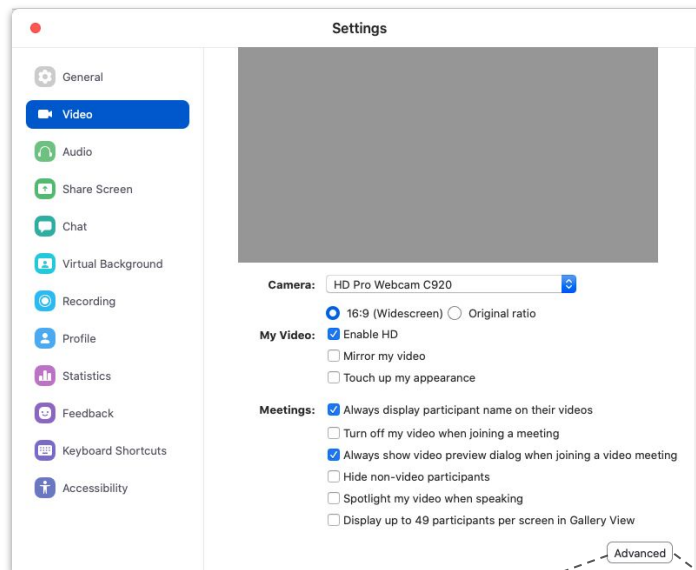 Settings
General
Video
Audio
Share Screen
Chat
Virtual Background
Recording
Profile
Statistics
Feedback
Keyboard Shortcuts
Accessibility
Camera: HD Pro Webcam C920
16:9 (Widescreen) Original ratio
My Video: Enable HD
Mirror my video
Touch up my appearance
Meetings: Always display participant name on their videos
Turn off my video when joining a meeting
Always show video preview dialog when joining a video meeting
Hide non-video participants
Spotlight my video when speaking
Display up to 49 participants per screen in Gallery View
Advanced